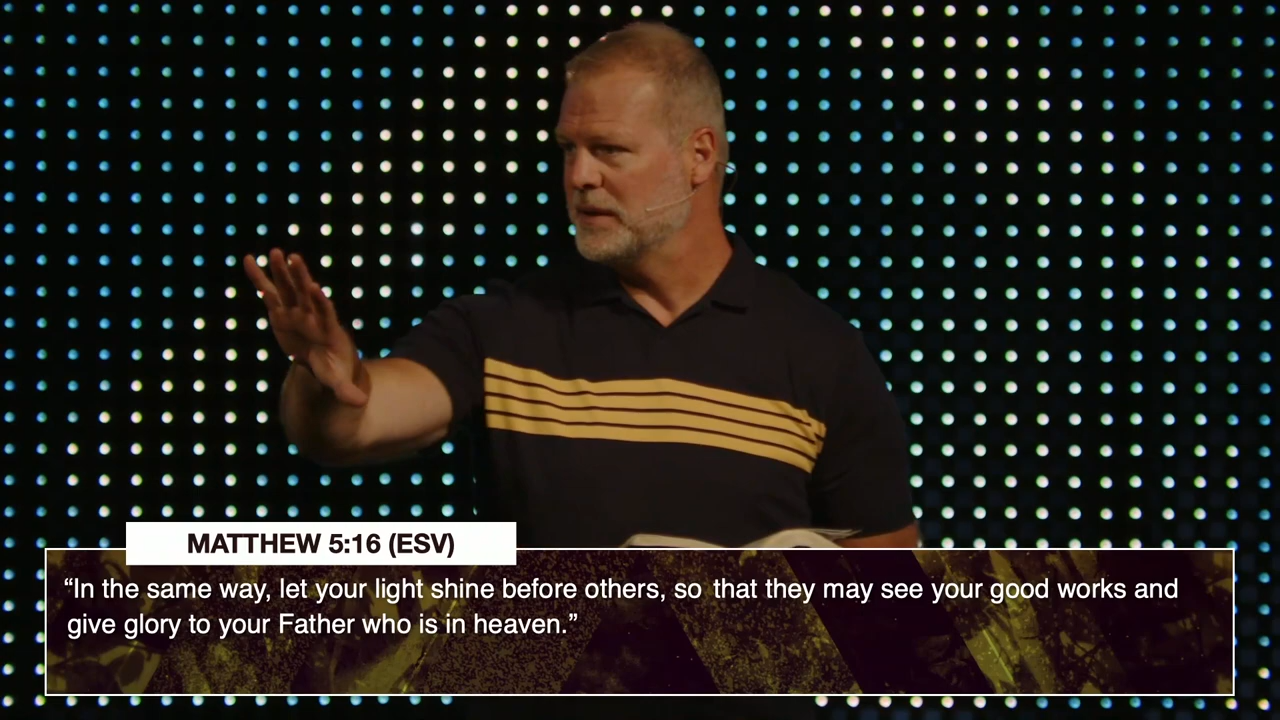 MATTHEW 5:16 (ESV)
“In the same way, let your light shine before others, so that they may see your good works and
give glory to your Father who is in heaven.”